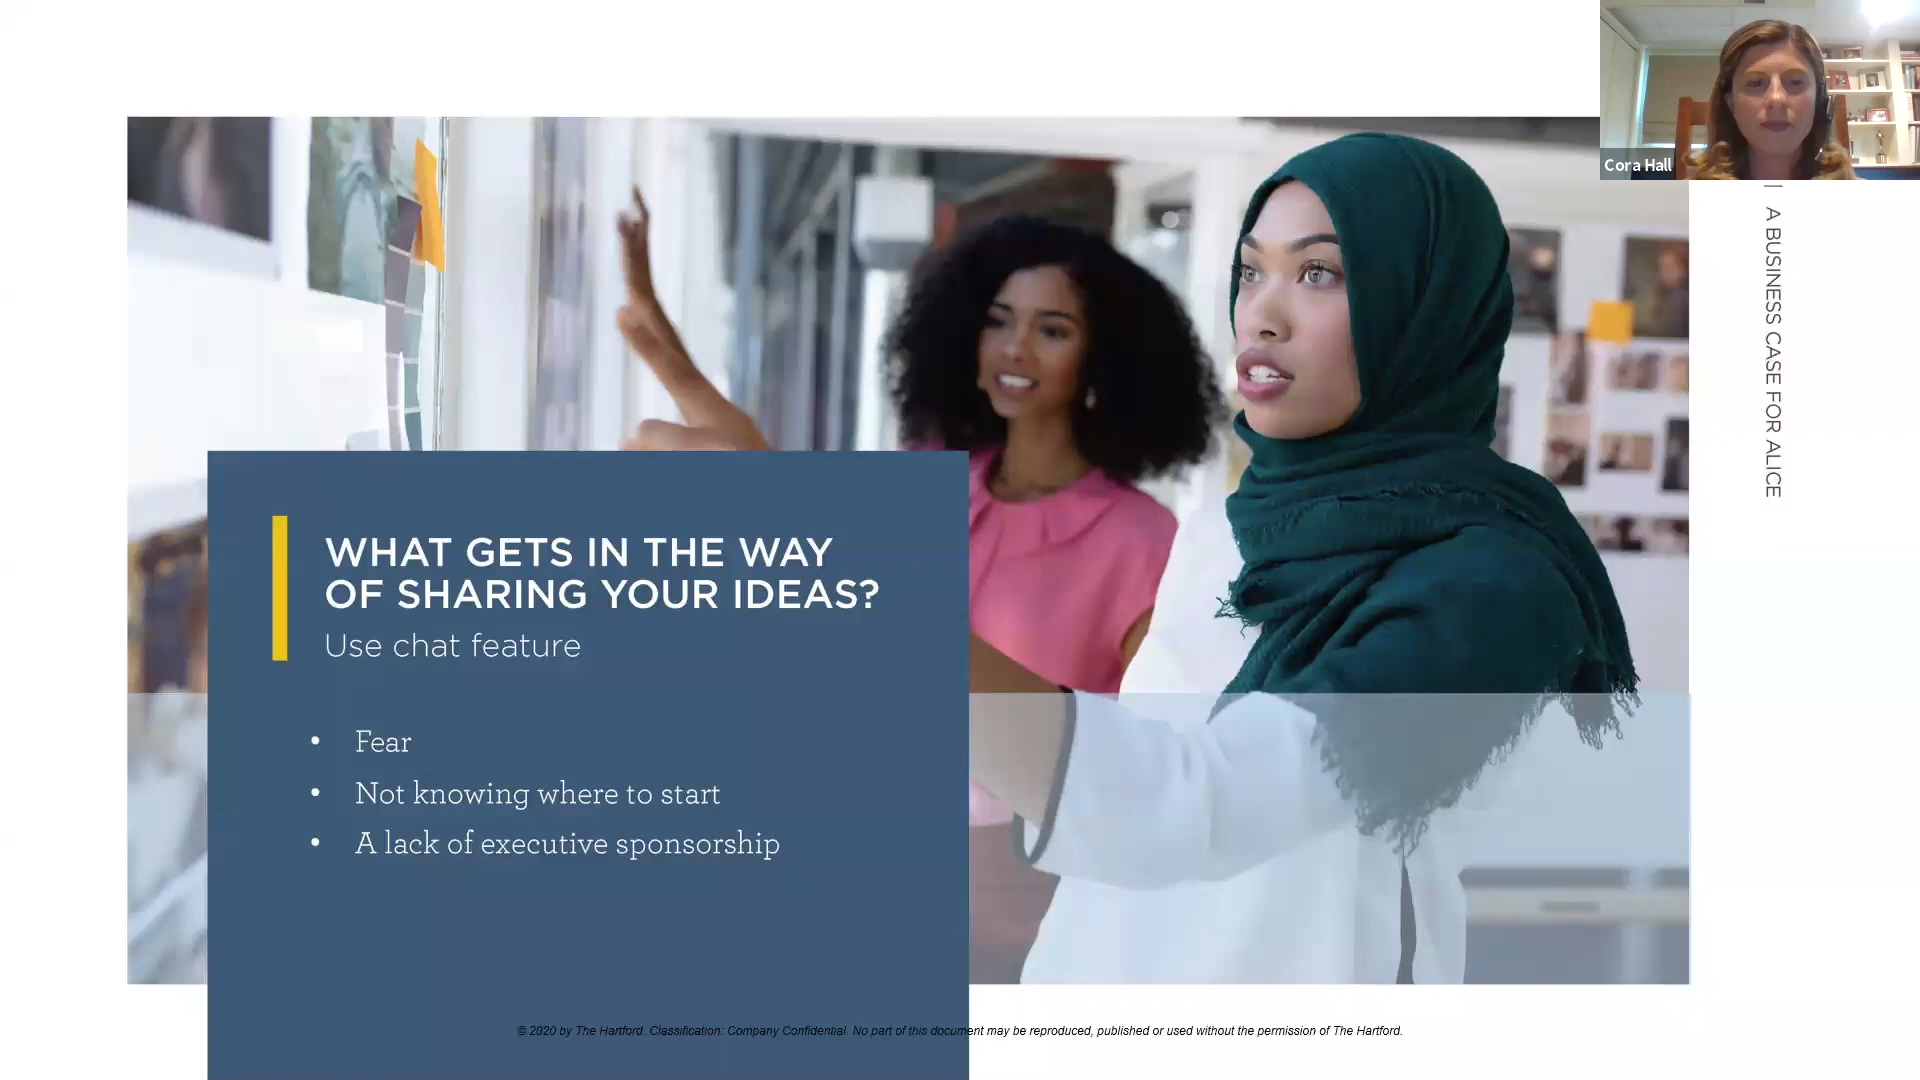 Cora Hall
| A BUSINESS CASE FOR ALICE
WHAT GETS IN THE WAY
OF SHARING YOUR IDEAS?
Use chat feature
• Fear
• Not knowing where to start
• A lack of executive sponsorship
© 2020 by The Hartford. Classification: Company Confidential. No part of this document may be reproduced, published or used without the permission of The Hartford.